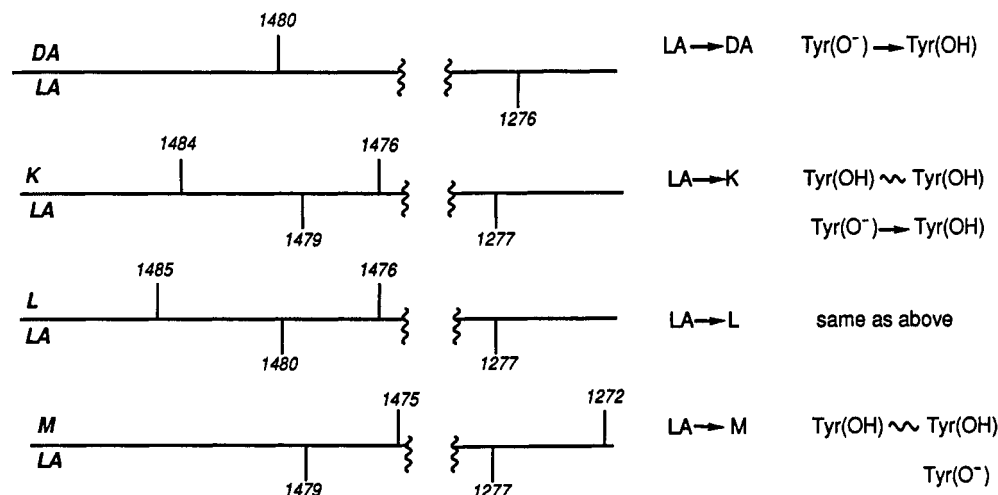 1480
DA
LA
1276
LA→DA Tyr(O⁻)→Tyr(OH)
1484 1476
K
LA
1479 1277
LA→K Tyr(OH) ∿ Tyr(OH)
Tyr(O⁻)→Tyr(OH)
1485 1476
L
LA
1480 1277
LA→L same as above
1475 1272
M
LA
1479 1277
LA→M Tyr(OH) ∿ Tyr(OH)
Tyr(O⁻)